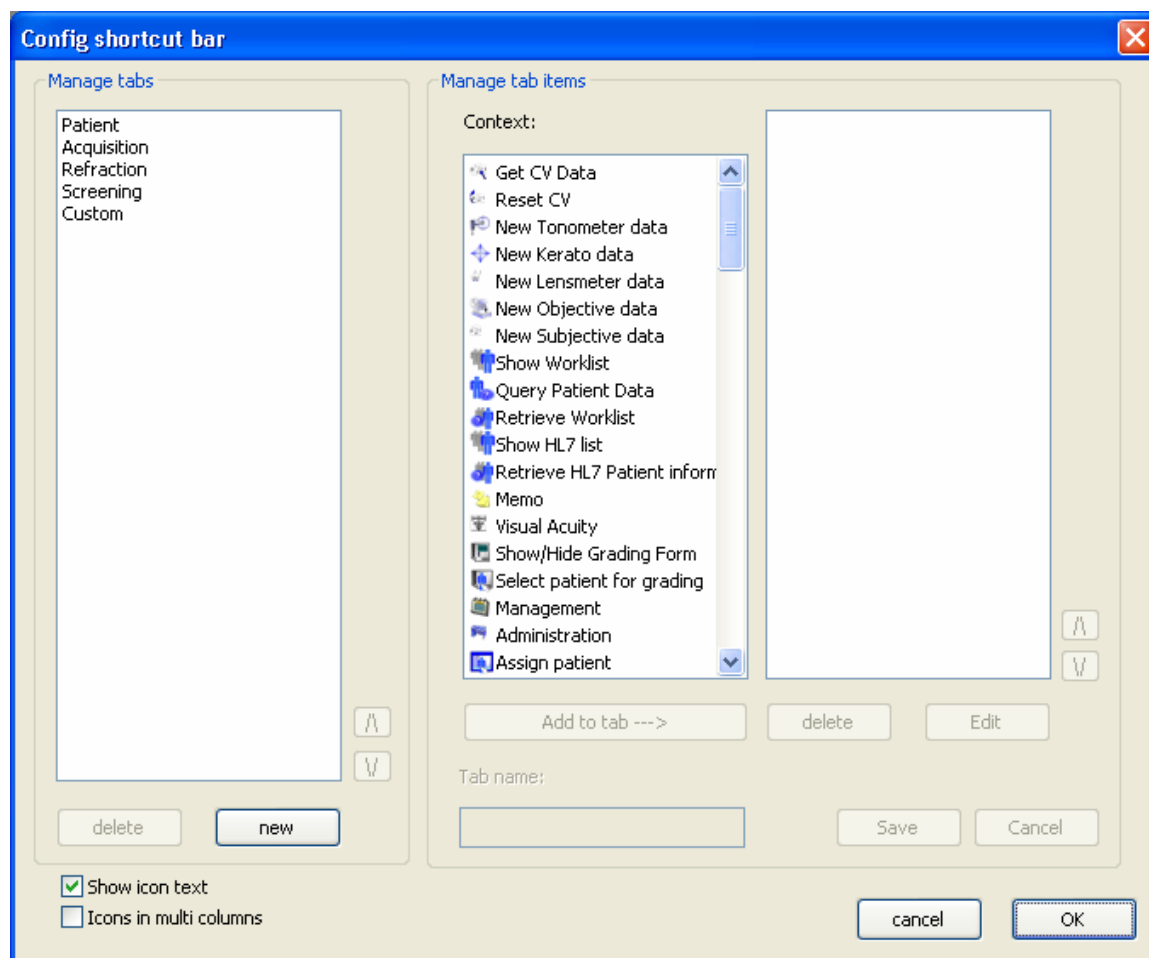 Config shortcut bar
Manage tabs
Patient
Acquisition
Refraction
Screening
Custom
/\
\/
delete
new
Show icon text
Icons in multi columns
Manage tab items
Context:
Get CV Data
Reset CV
New Tonometer data
New Kerato data
New Lensmeter data
New Objective data
New Subjective data
Show Worklist
Query Patient Data
Retrieve Worklist
Show HL7 list
Retrieve HL7 Patient inform
Memo
Visual Acuity
Show/Hide Grading Form
Select patient for grading
Management
Administration
Assign patient
/\
\/
Add to tab --->
delete
Edit
Tab name:
Save
Cancel
cancel
OK